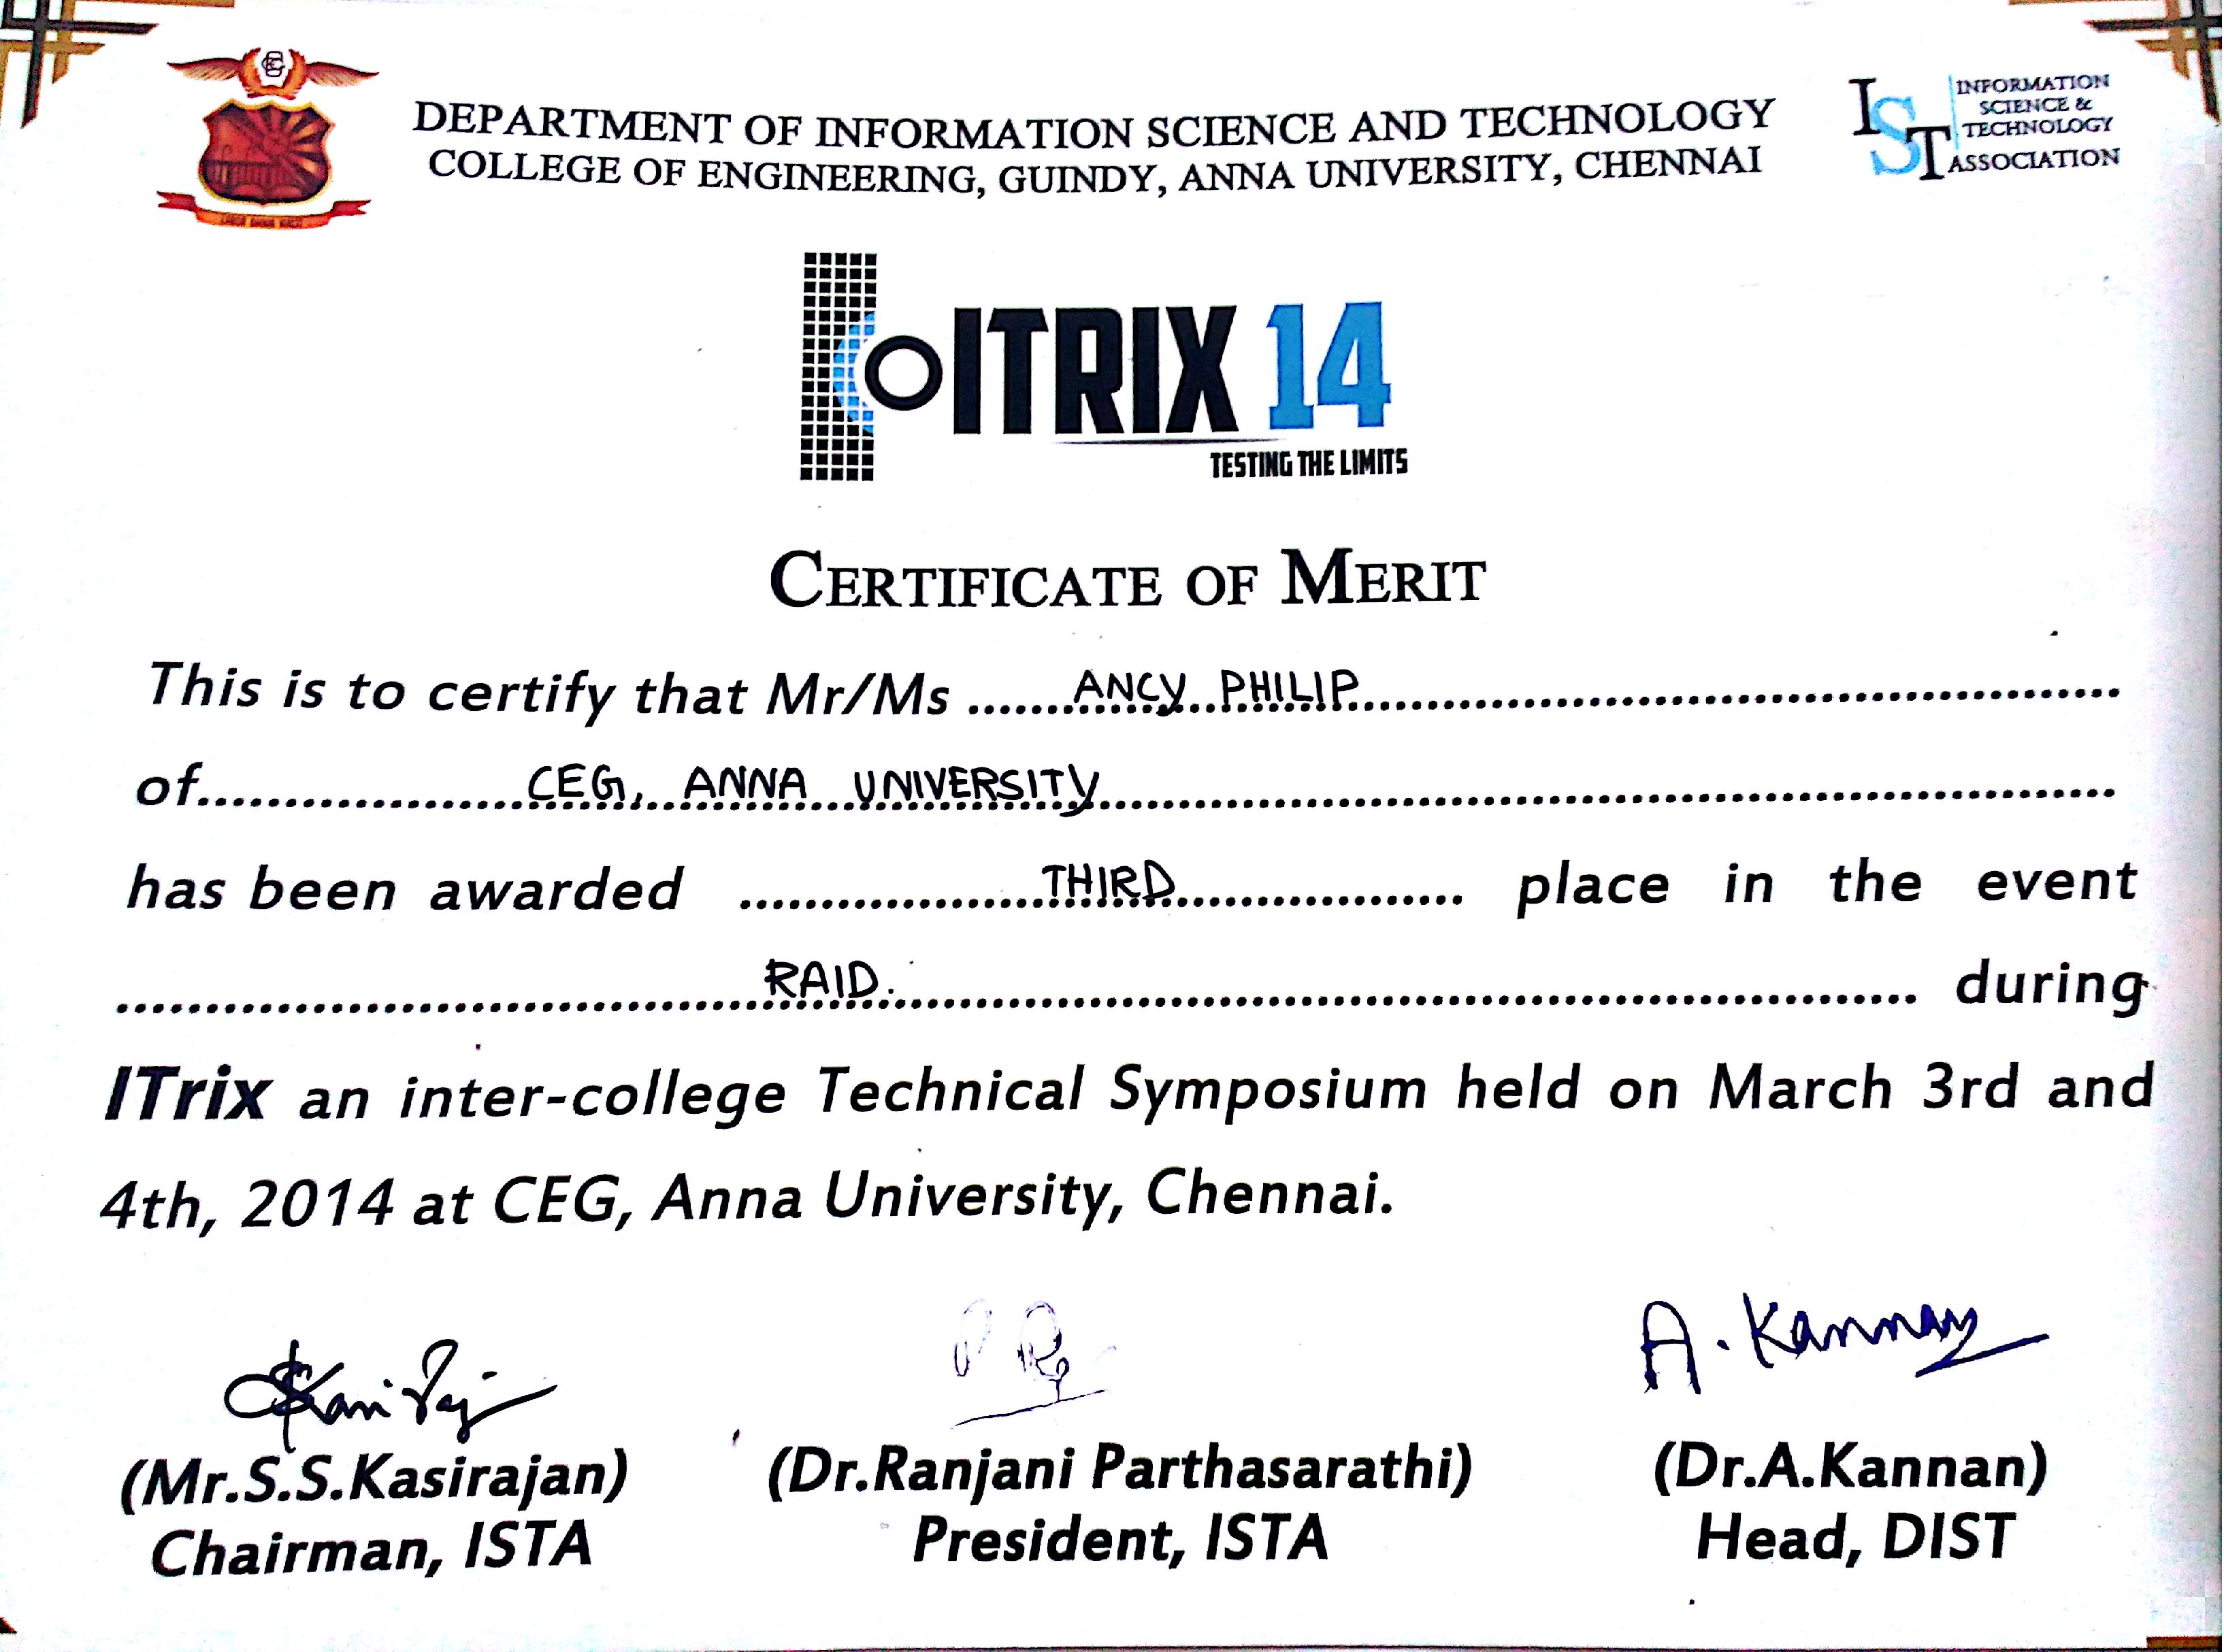 DEPARTMENT OF INFORMATION SCIENCE AND TECHNOLOGY
COLLEGE OF ENGINEERING, GUINDY, ANNA UNIVERSITY, CHENNAI
IST
INFORMATION
SCIENCE &
TECHNOLOGY
ASSOCIATION
ITRIX 14
TESTING THE LIMITS
CERTIFICATE OF MERIT
This is to certify that Mr/Ms ANCY PHILIP
of CEG, ANNA UNIVERSITY
has been awarded THIRD place in the event
RAID. during
ITrix an inter-college Technical Symposium held on March 3rd and
4th, 2014 at CEG, Anna University, Chennai.
A. Kannan
(Mr.S.S.Kasirajan) (Dr.Ranjani Parthasarathi) (Dr.A.Kannan)
Chairman, ISTA President, ISTA Head, DIST